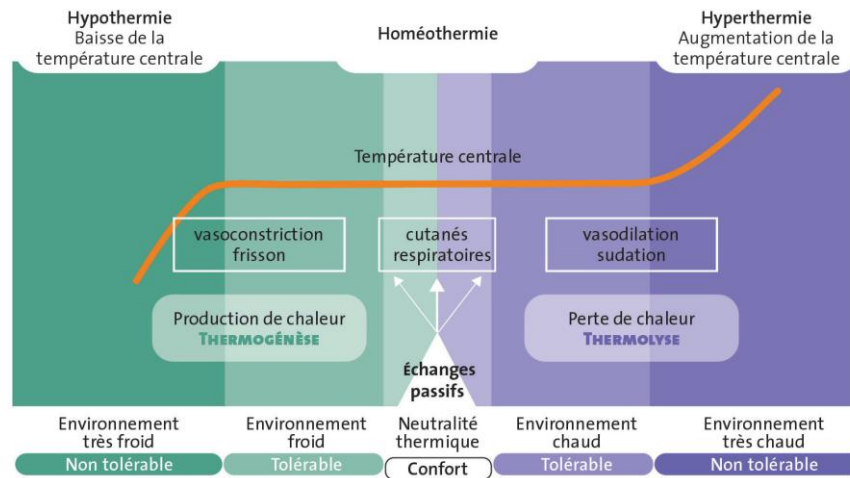 Hypothermie
Baisse de la
température centrale
Homéothermie
Hyperthermie
Augmentation de la
température centrale
Température centrale
vasoconstriction
frisson
cutanés
respiratoires
vasodilation
sudation
Production de chaleur
THERMOGÉNÈSE
Perte de chaleur
THERMOLYSE
Échanges
passifs
Environnement
très froid
Environnement
froid
Neutralité
thermique
Environnement
chaud
Environnement
très chaud
Non tolérable
Tolérable
Confort
Tolérable
Non tolérable